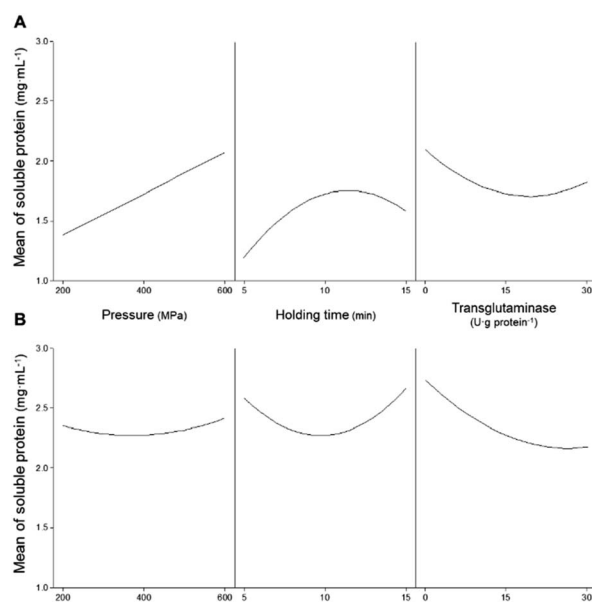 A
Mean of soluble protein (mg·mL⁻¹)
3.0
2.5
2.0
1.5
1.0
200 400 600 5 10 15 0 15 30
Pressure (MPa) Holding time (min) Transglutaminase
(U·g protein⁻¹)
B
Mean of soluble protein (mg·mL⁻¹)
3.0
2.5
2.0
1.5
1.0
200 400 600 5 10 15 0 15 30